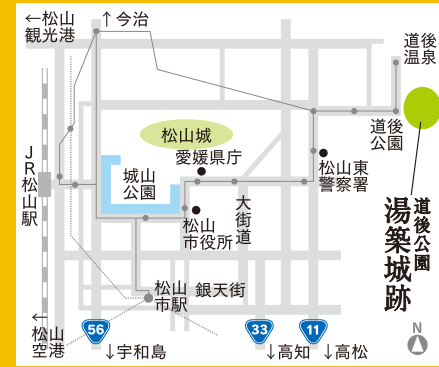 ←松山
観光港
↑今治
道後
温泉
松山城
道後
公園
愛媛県庁
松山東
警察署
JR松山駅
城山
公園
松山
市役所
大街道
道後公園
湯築城跡
松山
市駅
銀天街
←
松山
空港
56
33
11
↓宇和島
↓高知
↓高松
N